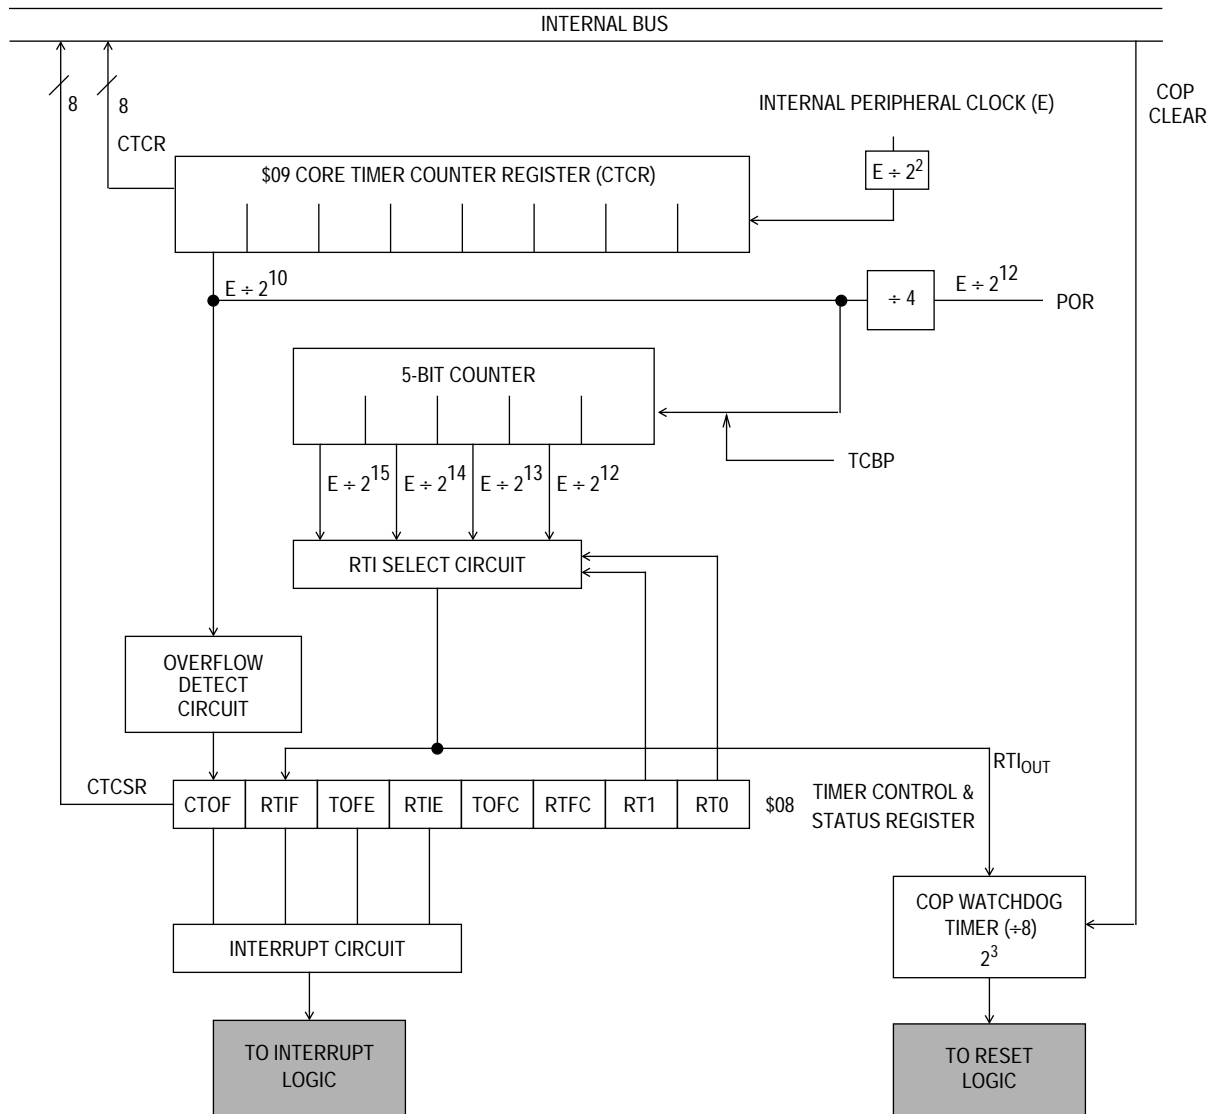 INTERNAL BUS
8
8
COP
CLEAR
INTERNAL PERIPHERAL CLOCK (E)
CTCR
E ÷ 2²
$09 CORE TIMER COUNTER REGISTER (CTCR)
E ÷ 2¹⁰
÷ 4
E ÷ 2¹²
POR
5-BIT COUNTER
TCBP
E ÷ 2¹⁵
E ÷ 2¹⁴
E ÷ 2¹³
E ÷ 2¹²
RTI SELECT CIRCUIT
OVERFLOW
DETECT
CIRCUIT
RTI_OUT
CTCSR
CTOF
RTIF
TOFE
RTIE
TOFC
RTFC
RT1
RT0
$08
TIMER CONTROL &
STATUS REGISTER
COP WATCHDOG
TIMER (÷8)
2³
INTERRUPT CIRCUIT
TO INTERRUPT
LOGIC
TO RESET
LOGIC